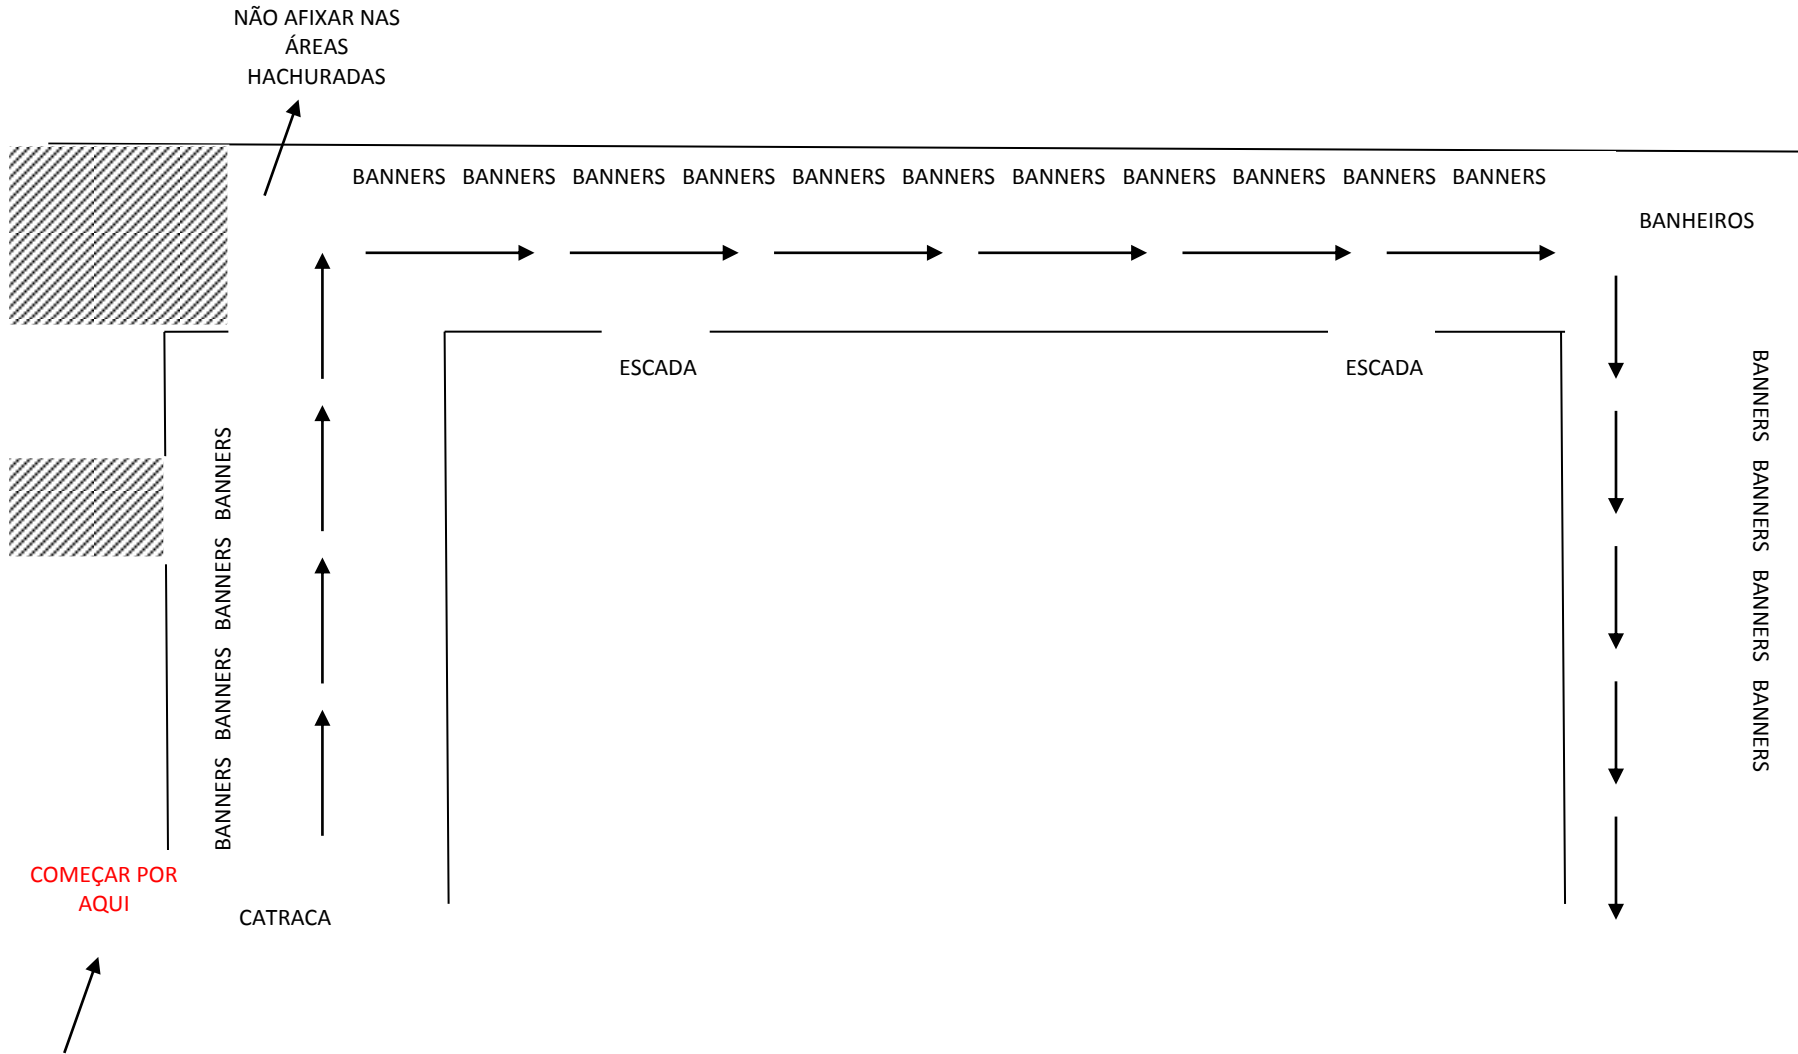 NÃO AFIXAR NAS
ÁREAS
HACHURADAS
BANNERS BANNERS BANNERS BANNERS BANNERS BANNERS BANNERS BANNERS BANNERS BANNERS BANNERS
BANHEIROS
ESCADA
ESCADA
BANNERS BANNERS BANNERS BANNERS
BANNERS BANNERS BANNERS BANNERS
COMEÇAR POR
AQUI
CATRACA